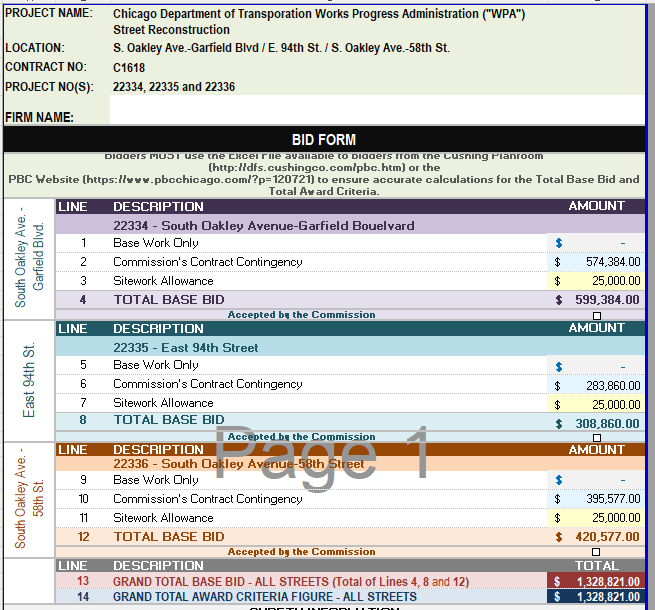 PROJECT NAME: Chicago Department of Transporation Works Progress Administration ("WPA")
Street Reconstruction
LOCATION: S. Oakley Ave.-Garfield Blvd / E. 94th St. / S. Oakley Ave.-58th St.
CONTRACT NO: C1618
PROJECT NO(S): 22334, 22335 and 22336
FIRM NAME:
BID FORM
Bidders MUST use the Excel File available to bidders from the Cushing Planroom
(http://dfs.cushingco.com/pbc.htm) or the
PBC Website (https://www.pbcchicago.com/?p=120721) to ensure accurate calculations for the Total Base Bid and
Total Award Criteria.
South Oakley Ave. -
Garfield Blvd.
LINE DESCRIPTION AMOUNT
22334 - South Oakley Avenue-Garfield Bouelvard
1 Base Work Only $ -
2 Commission's Contract Contingency $ 574,384.00
3 Sitework Allowance $ 25,000.00
4 TOTAL BASE BID $ 599,384.00
Accepted by the Commission
East 94th St.
LINE DESCRIPTION AMOUNT
22335 - East 94th Street
5 Base Work Only $ -
6 Commission's Contract Contingency $ 283,860.00
7 Sitework Allowance $ 25,000.00
8 TOTAL BASE BID $ 308,860.00
Accepted by the Commission
Page 1
South Oakley Ave. -
58th St.
LINE DESCRIPTION AMOUNT
22336 - South Oakley Avenue-58th Street
9 Base Work Only $ -
10 Commission's Contract Contingency $ 395,577.00
11 Sitework Allowance $ 25,000.00
12 TOTAL BASE BID $ 420,577.00
Accepted by the Commission
LINE DESCRIPTION TOTAL
13 GRAND TOTAL BASE BID - ALL STREETS (Total of Lines 4, 8 and 12) $ 1,328,821.00
14 GRAND TOTAL AWARD CRITERIA FIGURE - ALL STREETS $ 1,328,821.00
SURETY INFORMATION